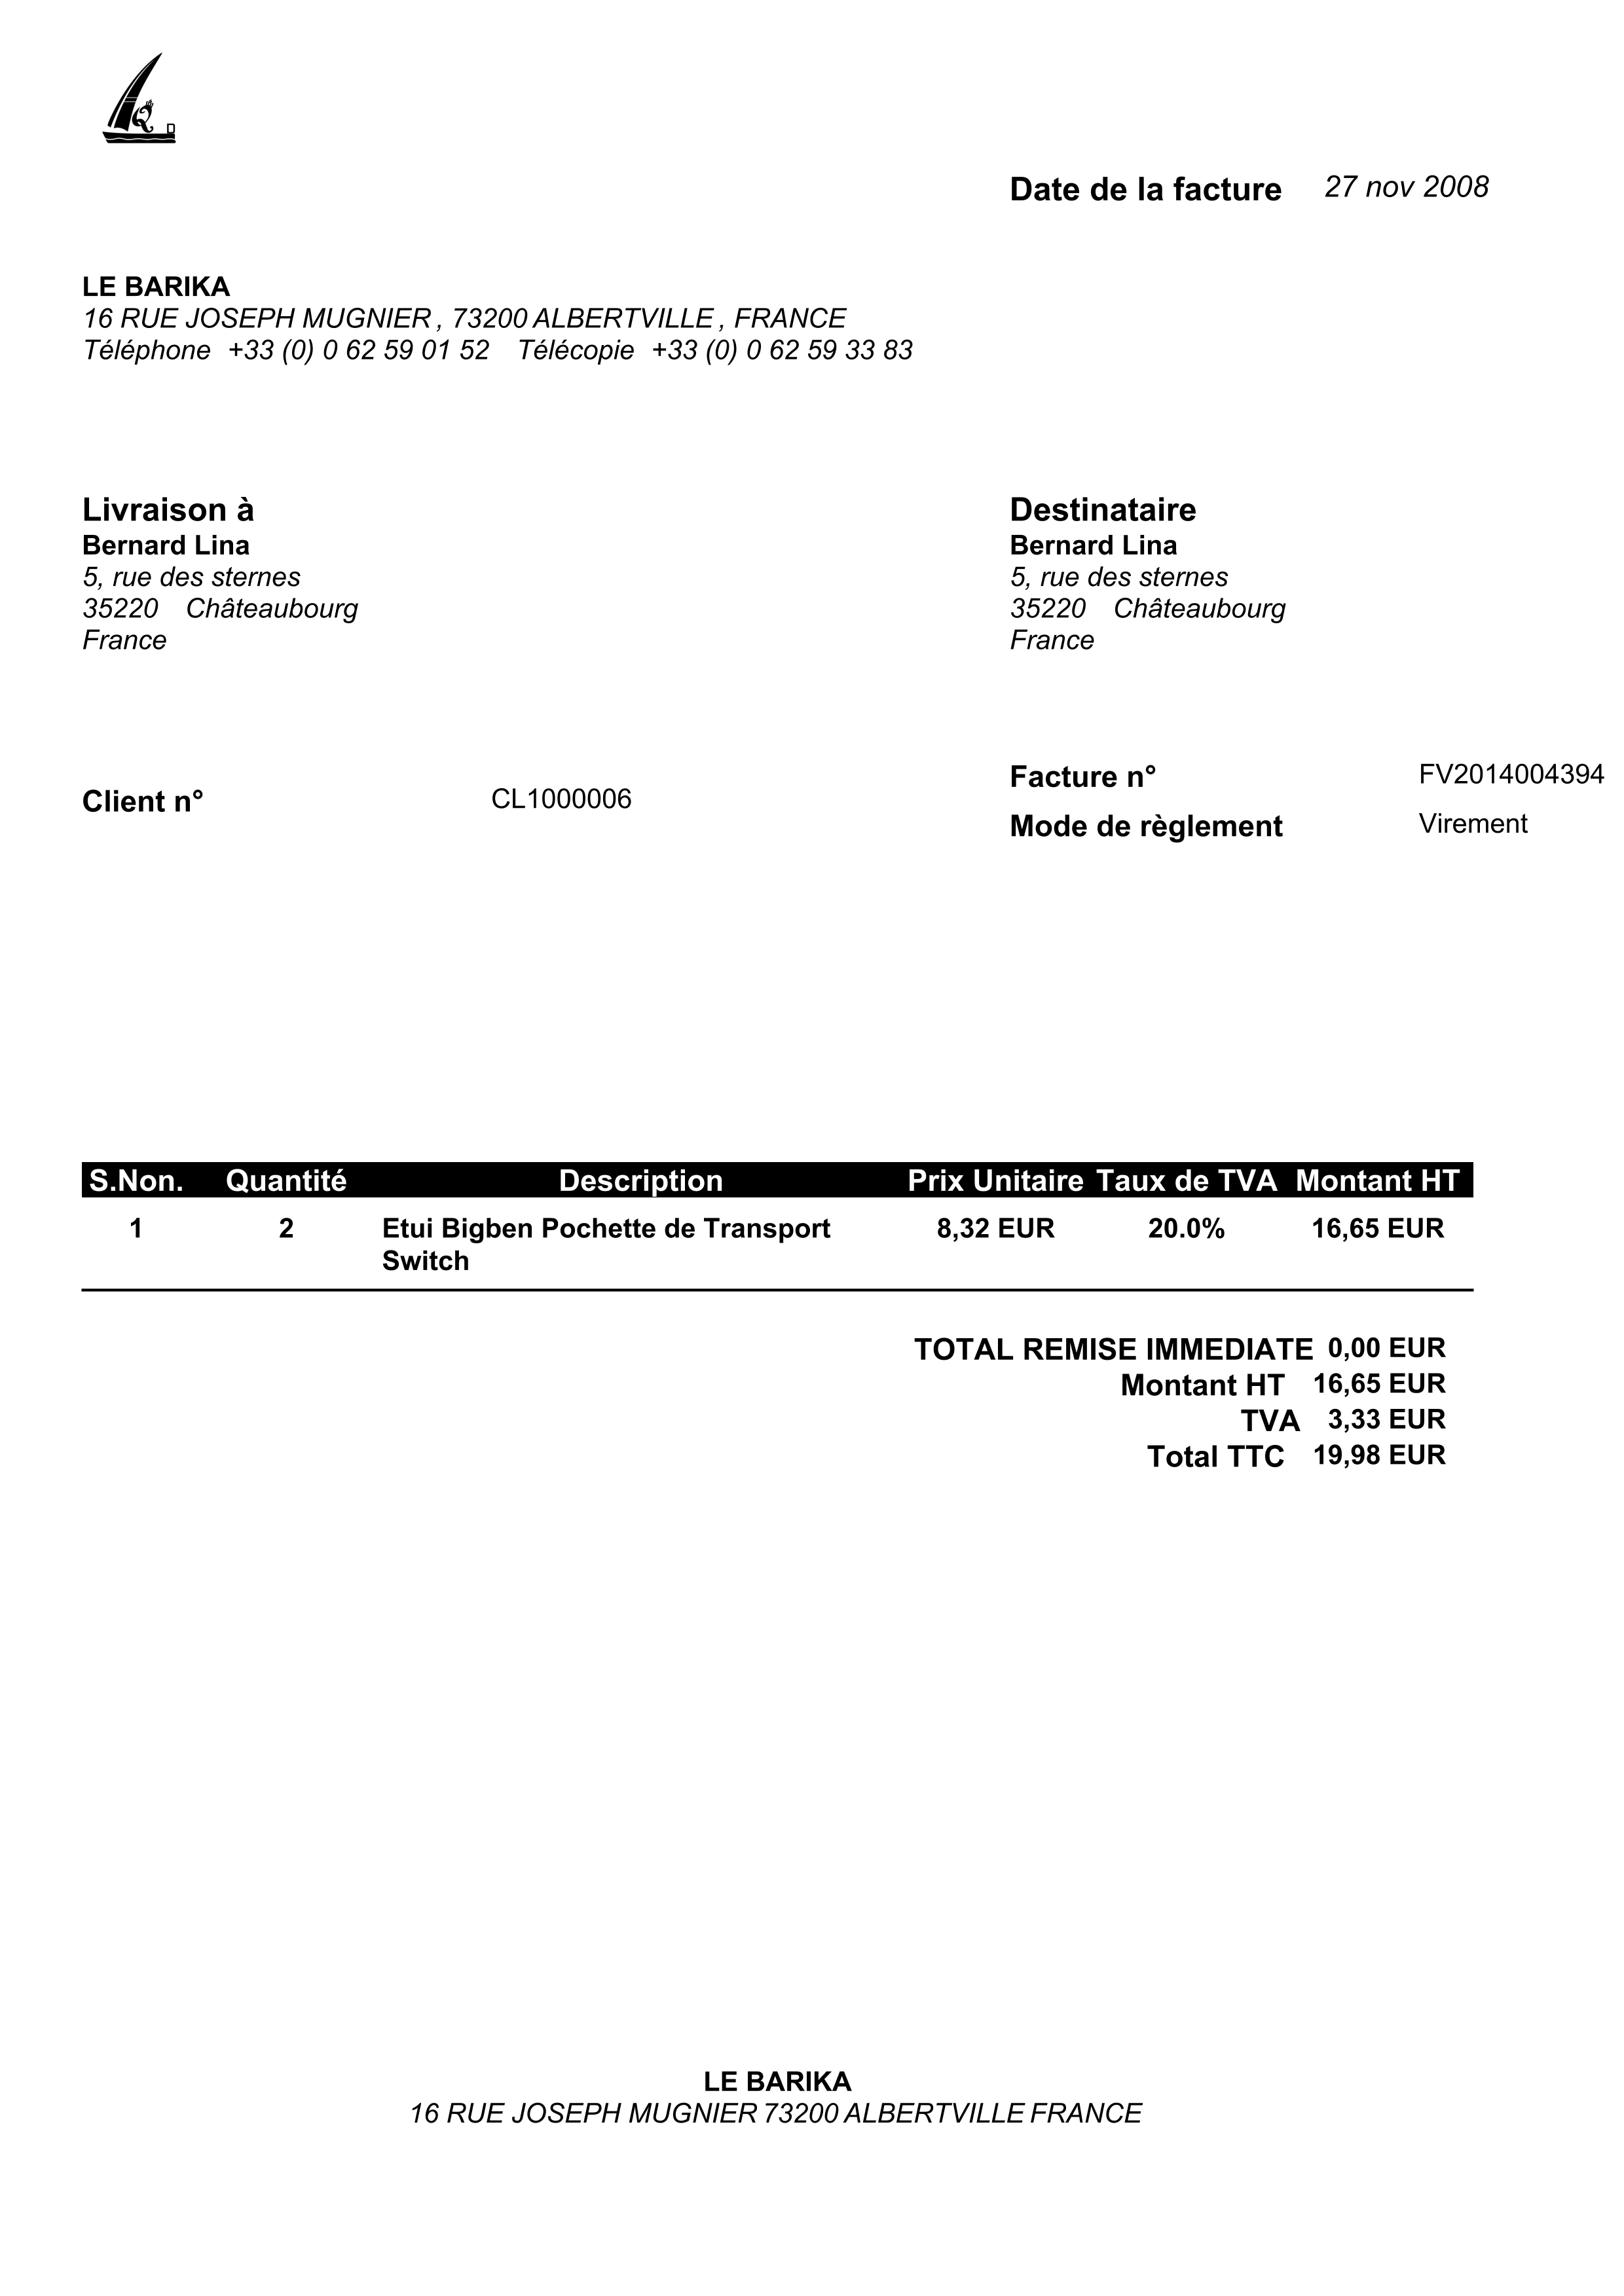 Date de la facture 27 nov 2008
LE BARIKA
16 RUE JOSEPH MUGNIER , 73200 ALBERTVILLE , FRANCE
Téléphone +33 (0) 0 62 59 01 52 Télécopie +33 (0) 0 62 59 33 83
Livraison à
Bernard Lina
5, rue des sternes
35220 Châteaubourg
France
Destinataire
Bernard Lina
5, rue des sternes
35220 Châteaubourg
France
Client n° CL1000006
Facture n° FV2014004394
Mode de règlement Virement
S.Non. Quantité Description Prix Unitaire Taux de TVA Montant HT
1 2 Etui Bigben Pochette de Transport 8,32 EUR 20.0% 16,65 EUR
Switch
TOTAL REMISE IMMEDIATE 0,00 EUR
Montant HT 16,65 EUR
TVA 3,33 EUR
Total TTC 19,98 EUR
LE BARIKA
16 RUE JOSEPH MUGNIER 73200 ALBERTVILLE FRANCE